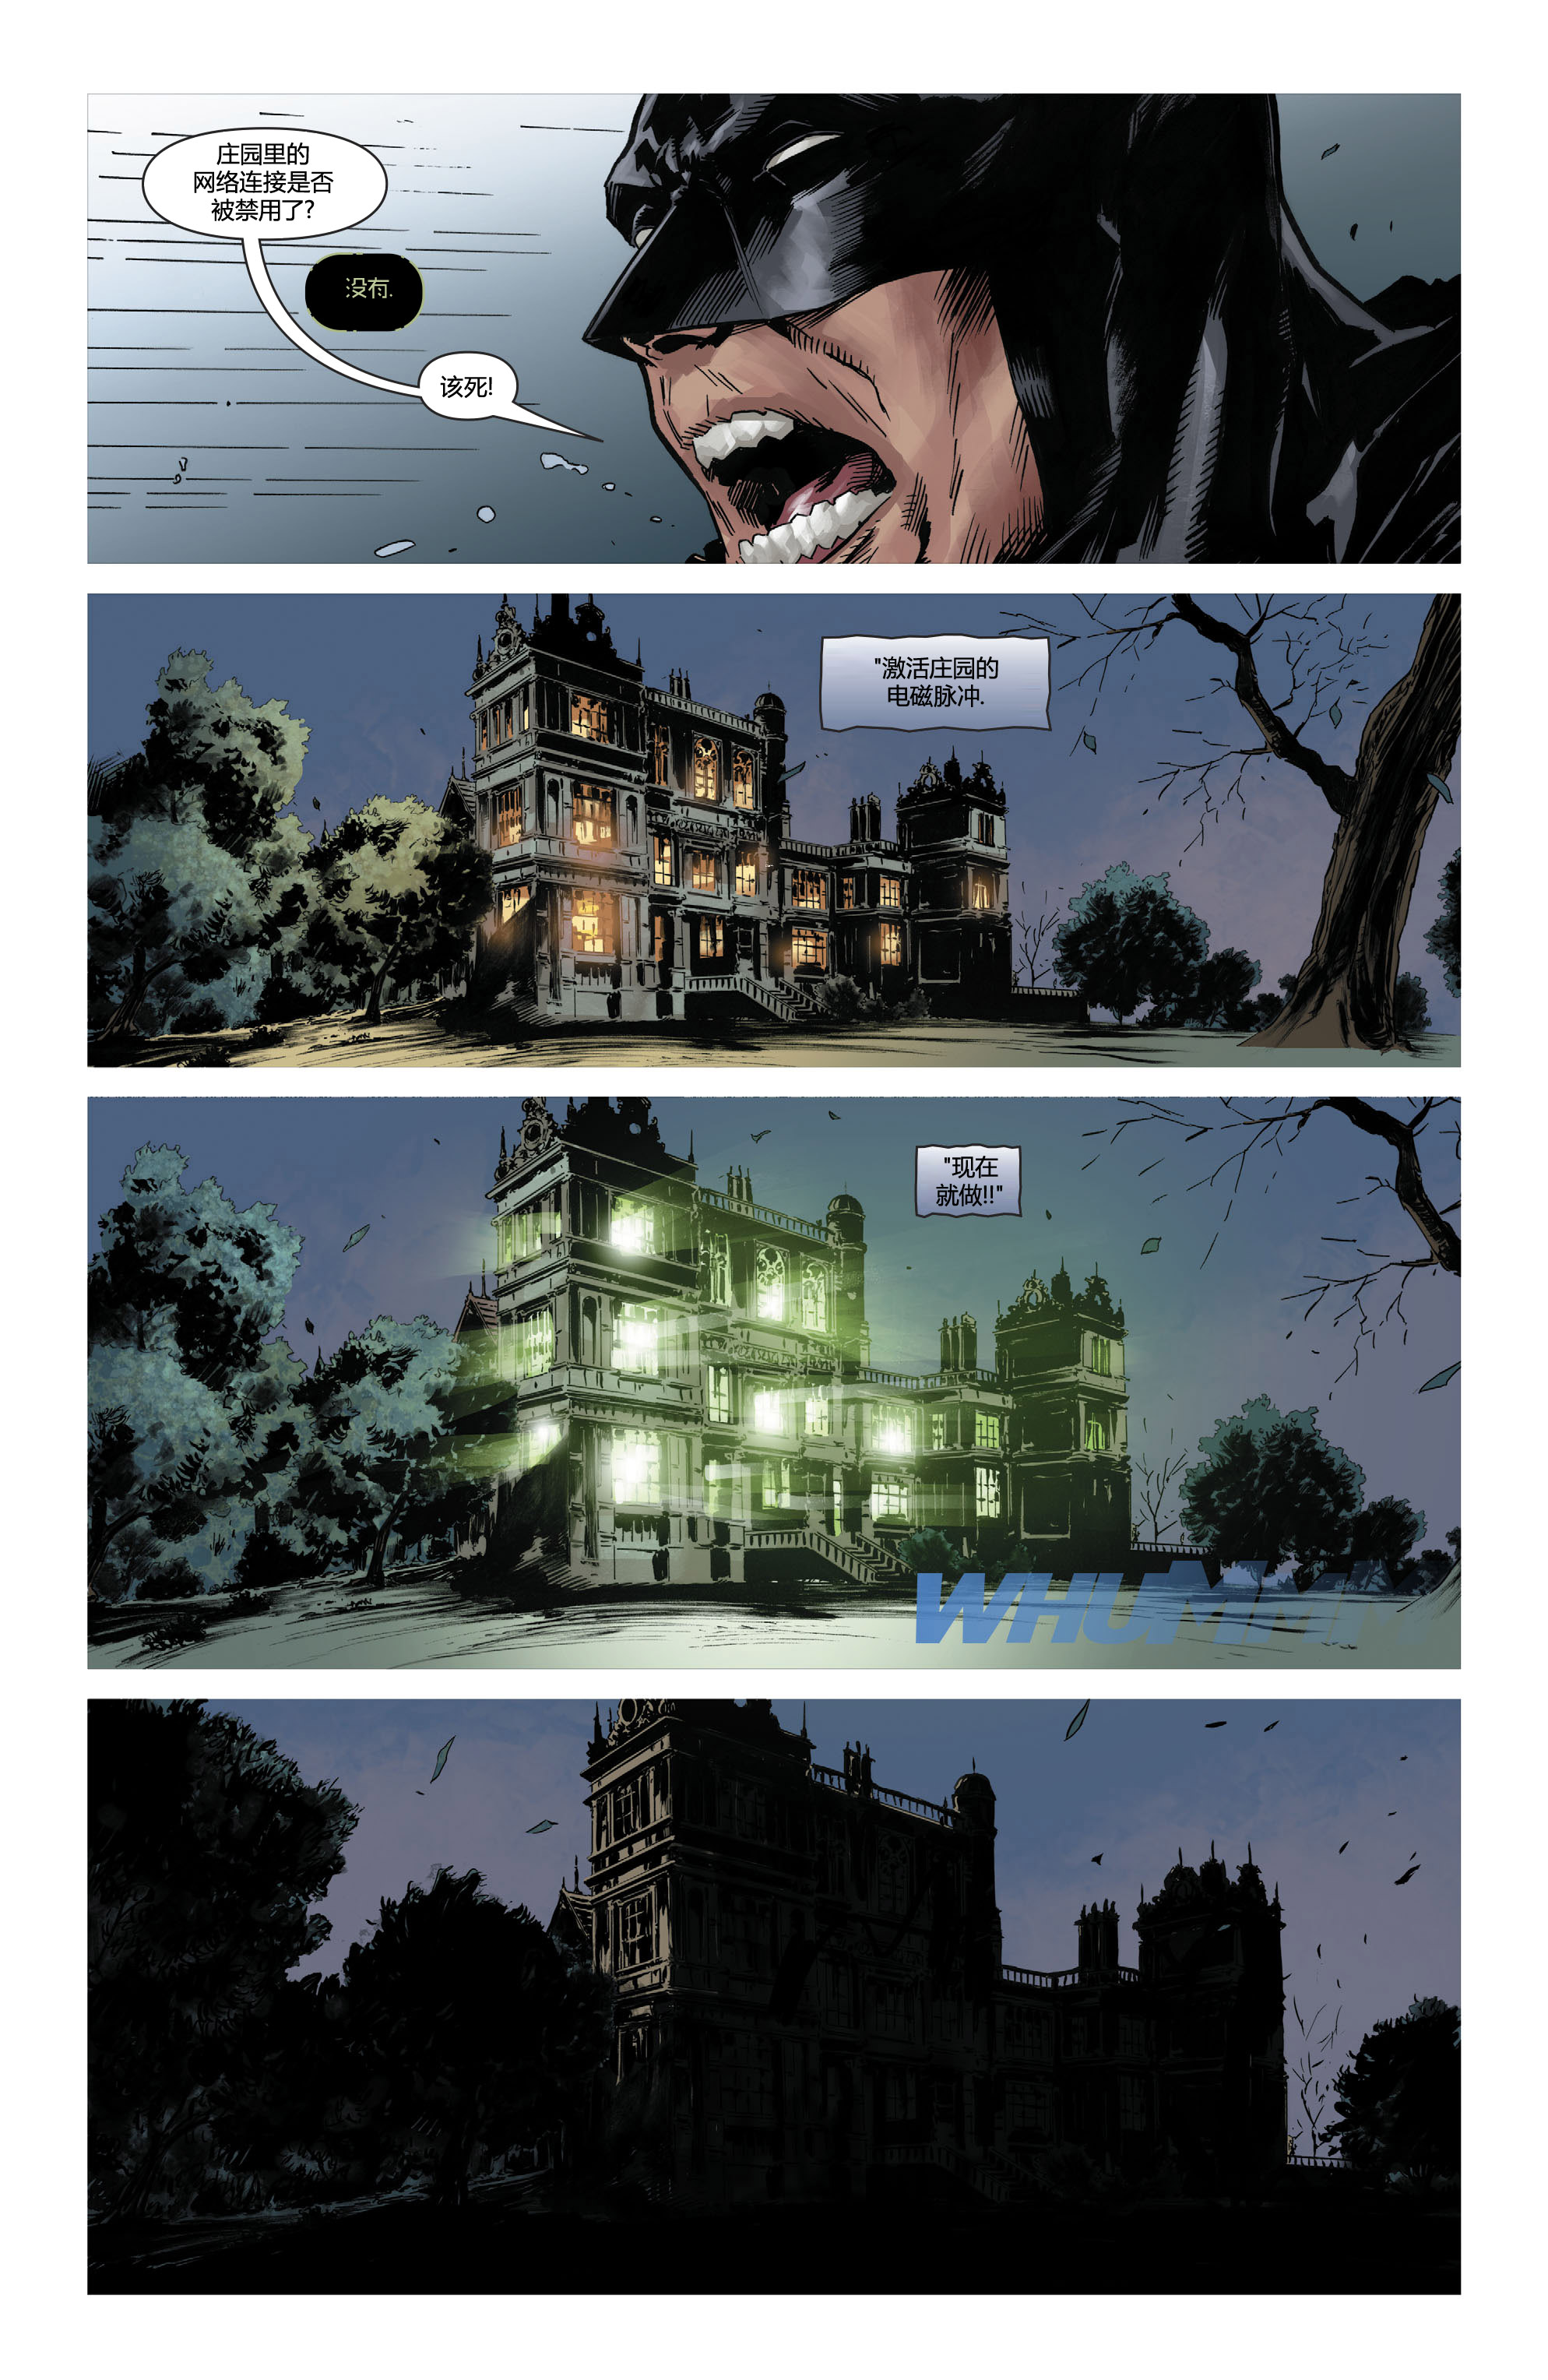 庄园里的
网络连接是否
被禁用了?
没有.
该死!
"激活庄园的
电磁脉冲.
"现在
就做!!"
WHUMMMM